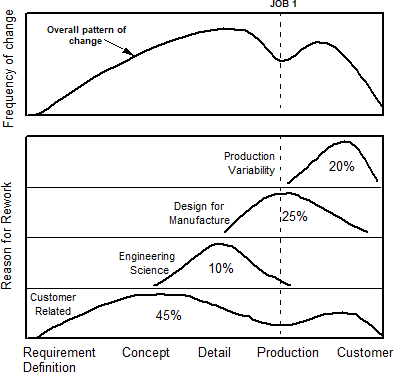 JOB 1
Frequency of change
Overall pattern of
change
Reason for Rework
Production
Variability
20%
Design for
Manufacture
25%
Engineering
Science
10%
Customer
Related
45%
Requirement
Definition
Concept
Detail
Production
Customer